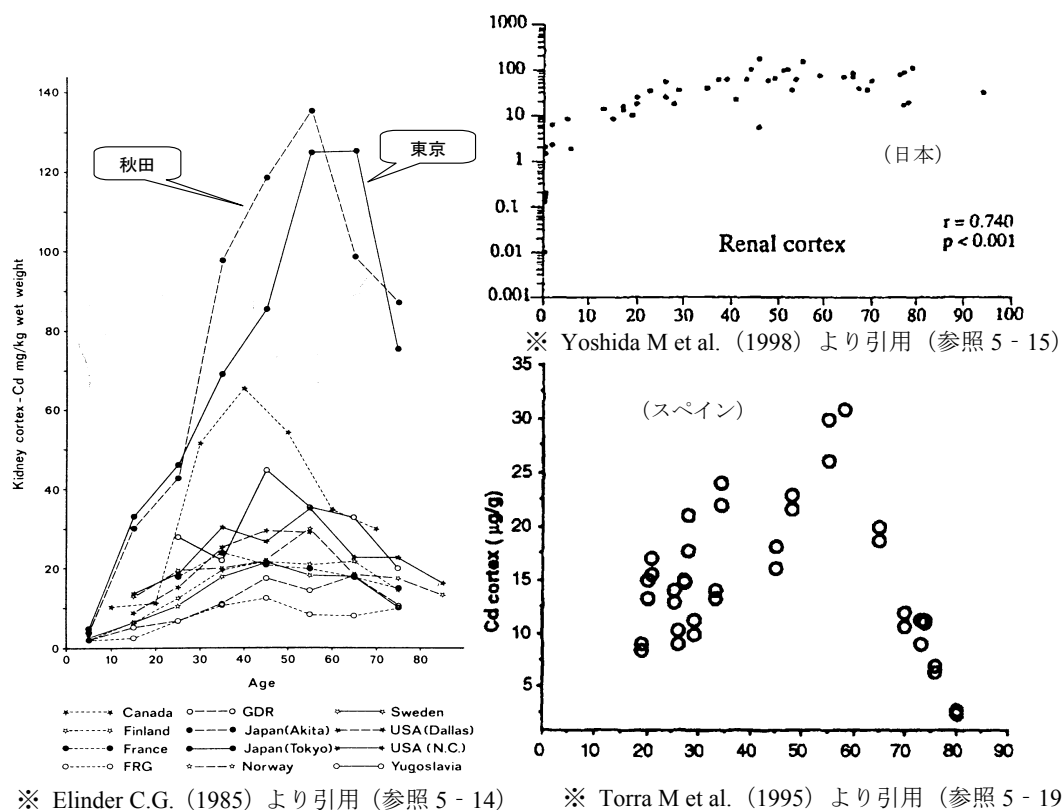 Kidney cortex - Cd mg/kg wet weight
140
120
100
80
60
40
20
0
秋田
東京
0 10 20 30 40 50 60 70 80
Age
Canada GDR Sweden
Finland Japan(Akita) USA(Dallas)
France Japan(Tokyo) USA(N.C.)
FRG Norway Yugoslavia
※ Elinder C.G.（1985）より引用（参照 5‐14）
1000
100
10
1
0.1
0.01
0.001
(日本)
Renal cortex
r = 0.740
p < 0.001
0 10 20 30 40 50 60 70 80 90 100
※ Yoshida M et al.（1998）より引用（参照 5‐15）
(スペイン)
Cd cortex (µg/g)
35
30
25
20
15
10
5
0 10 20 30 40 50 60 70 80 90
※ Torra M et al.（1995）より引用（参照 5‐19